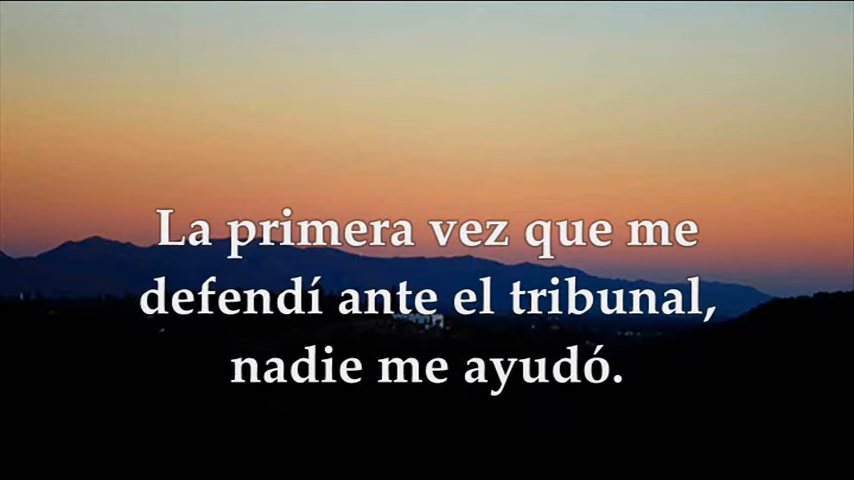 La primera vez que me
defendí ante el tribunal,
nadie me ayudó.